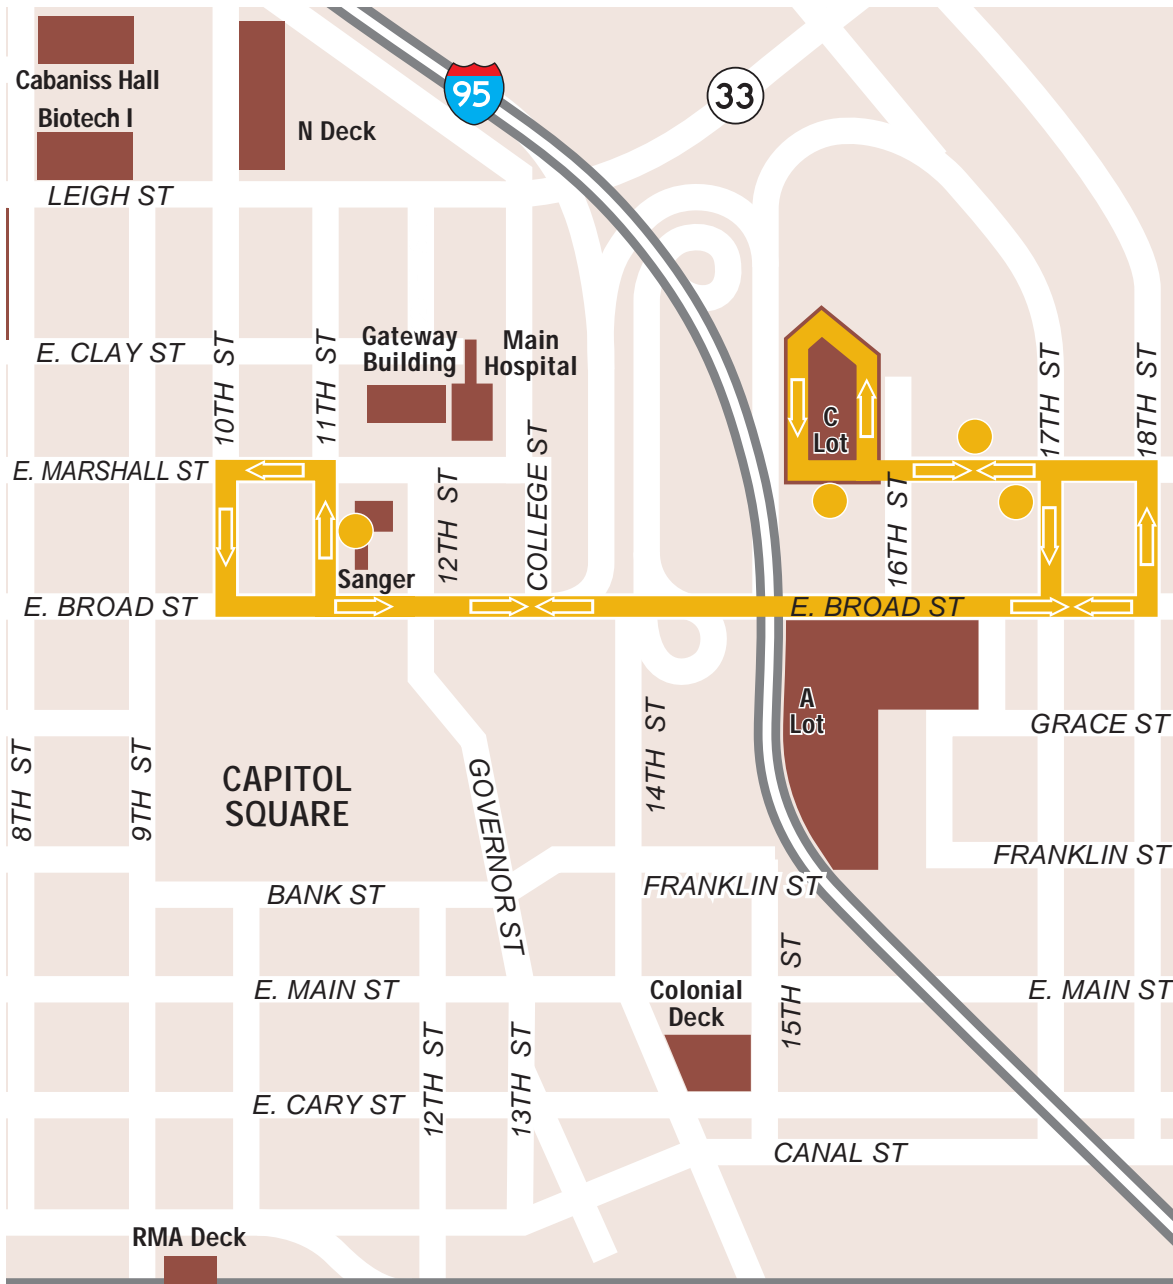 95
33
Cabaniss Hall
Biotech I
N Deck
LEIGH ST
E. CLAY ST
10TH ST
11TH ST
Gateway
Building
Main
Hospital
17TH ST
18TH ST
C
Lot
E. MARSHALL ST
12TH ST
COLLEGE ST
16TH ST
Sanger
E. BROAD ST
E. BROAD ST
A
Lot
GRACE ST
8TH ST
9TH ST
CAPITOL
SQUARE
GOVERNOR ST
14TH ST
FRANKLIN ST
FRANKLIN ST
BANK ST
15TH ST
E. MAIN ST
Colonial
Deck
E. MAIN ST
12TH ST
13TH ST
E. CARY ST
CANAL ST
RMA Deck